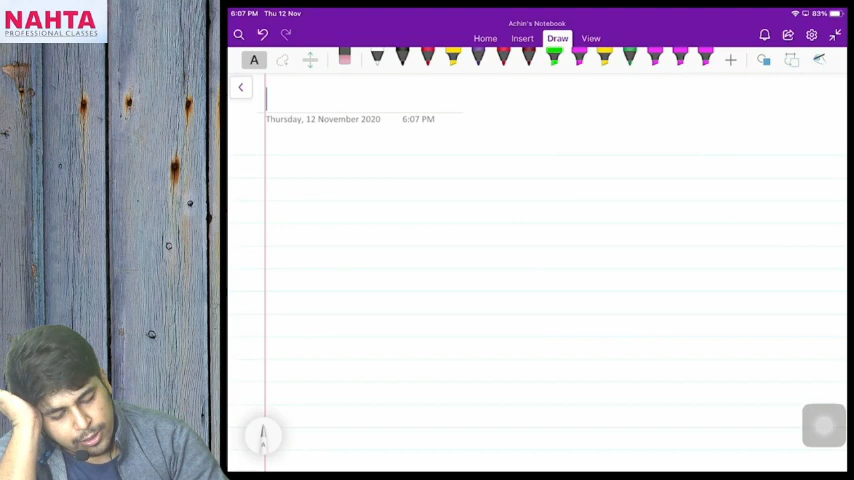 NAHTA
PROFESSIONAL CLASSES
6:07 PM Thu 12 Nov
83%
Achin's Notebook
Home Insert Draw View
A
Thursday, 12 November 2020 6:07 PM